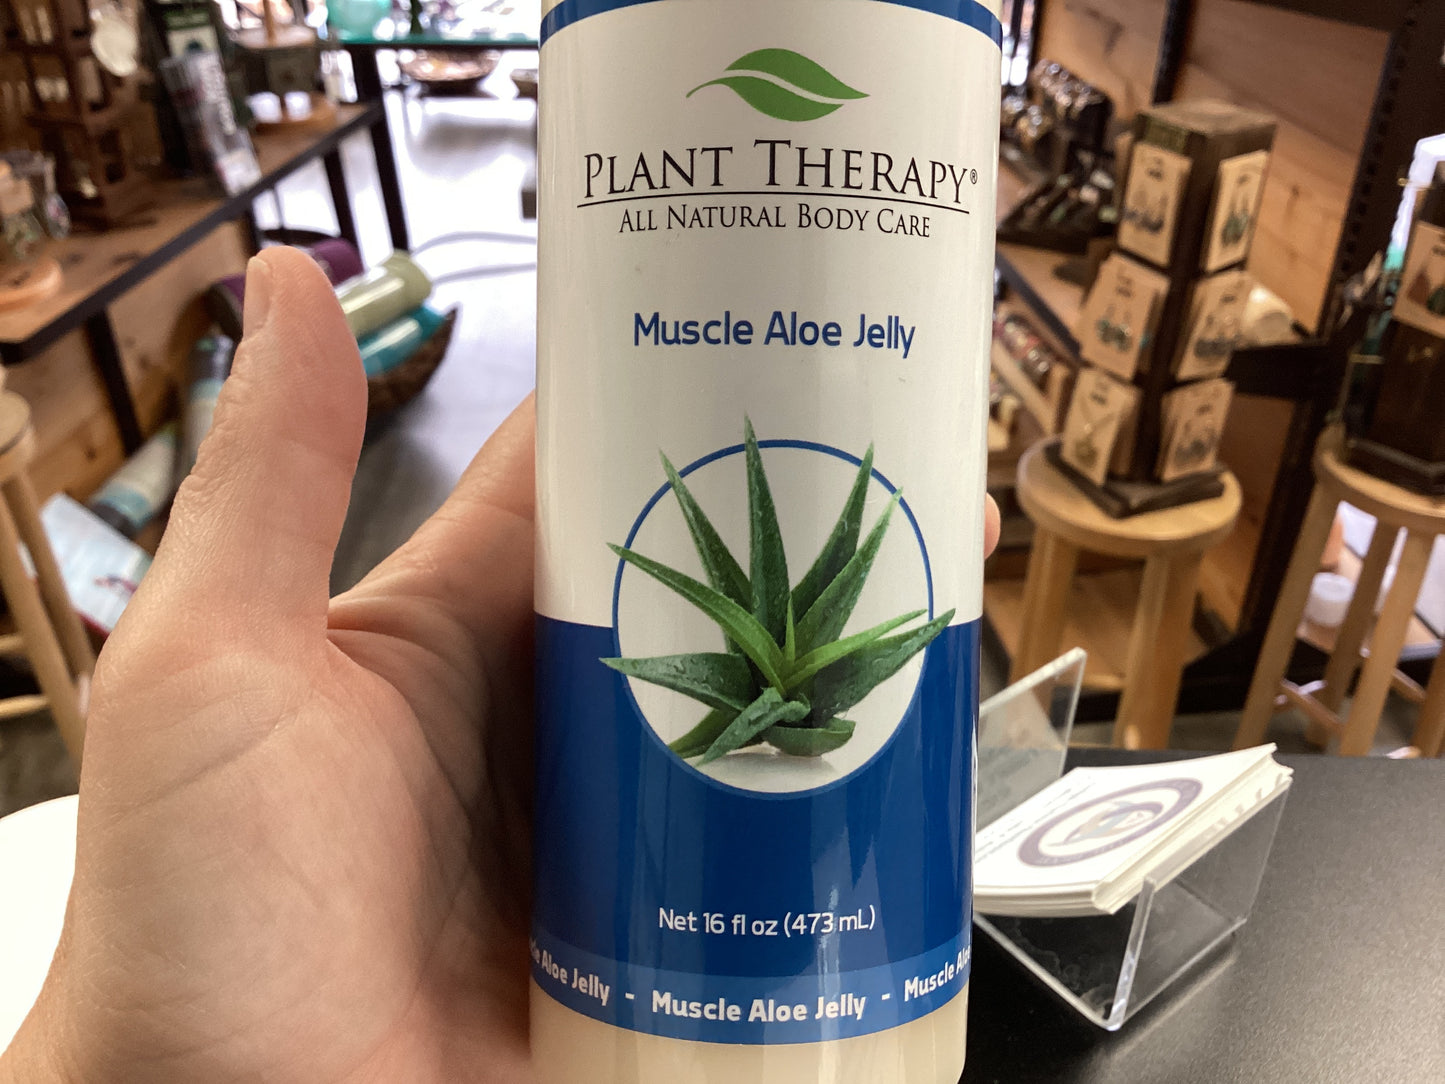 PLANT THERAPY®
ALL NATURAL BODY CARE
Muscle Aloe Jelly
Net 16 fl oz (473 mL)
Aloe Jelly - Muscle Aloe Jelly - Muscle